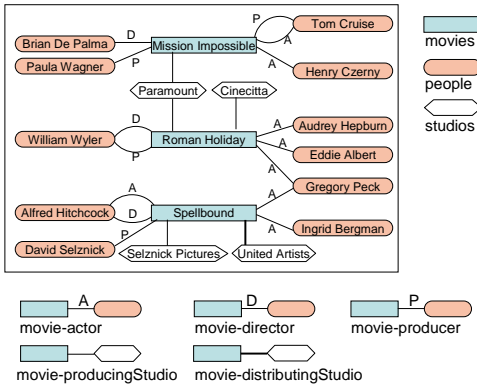 P
Tom Cruise
Brian De Palma D Mission Impossible A
Paula Wagner P A Henry Czerny
Paramount Cinecitta
D A Audrey Hepburn
William Wyler Roman Holiday A Eddie Albert
P A
A Gregory Peck
Alfred Hitchcock D Spellbound A
P A Ingrid Bergman
David Selznick Selznick Pictures United Artists
movies
people
studios
A D P
movie-actor movie-director movie-producer
movie-producingStudio movie-distributingStudio